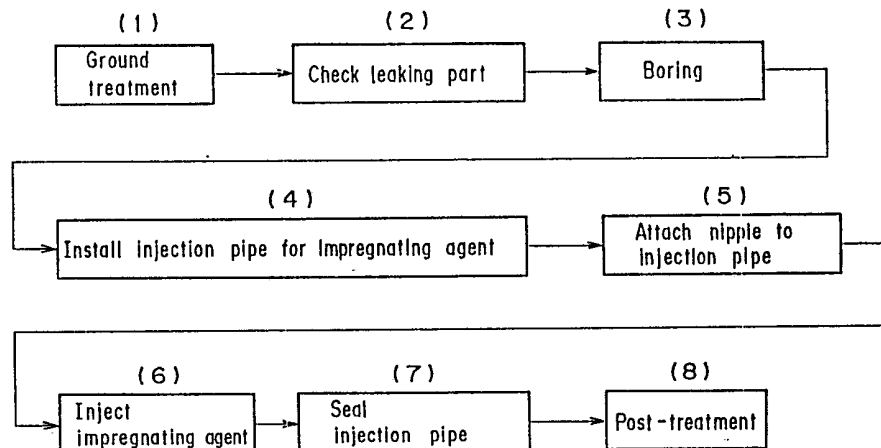 (1) (2) (3)
Ground
treatment
Check leaking part
Boring
(4) (5)
Install injection pipe for impregnating agent
Attach nipple to
injection pipe
(6) (7) (8)
Inject
impregnating agent
Seal
injection pipe
Post-treatment